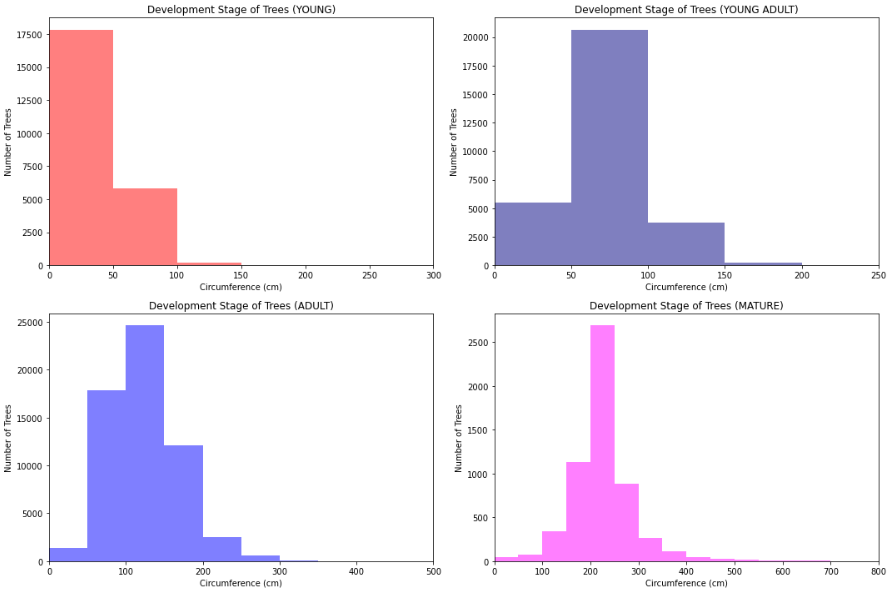 Development Stage of Trees (YOUNG)
Number of Trees
17500
15000
12500
10000
7500
5000
2500
0
0 50 100 150 200 250 300
Circumference (cm)
Development Stage of Trees (YOUNG ADULT)
Number of Trees
20000
17500
15000
12500
10000
7500
5000
2500
0
0 50 100 150 200 250
Circumference (cm)
Development Stage of Trees (ADULT)
Number of Trees
25000
20000
15000
10000
5000
0
0 100 200 300 400 500
Circumference (cm)
Development Stage of Trees (MATURE)
Number of Trees
2500
2000
1500
1000
500
0
0 100 200 300 400 500 600 700 800
Circumference (cm)